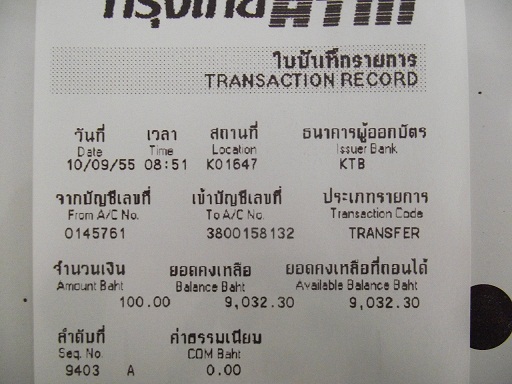 กรุงไทย ATM
ใบบันทึกรายการ
TRANSACTION RECORD
วันที่ เวลา สถานที่ ธนาคารผู้ออกบัตร
Date Time Location Issuer Bank
10/09/55 08:51 K01647 KTB
จากบัญชีเลขที่ เข้าบัญชีเลขที่ ประเภทรายการ
From A/C No. To A/C No. Transaction Code
0145761 3800158132 TRANSFER
จำนวนเงิน ยอดคงเหลือ ยอดคงเหลือที่ถอนได้
Amount Baht Balance Baht Available Balance Baht
100.00 9,032.30 9,032.30
ลำดับที่ ค่าธรรมเนียม
Seq. No. COM Baht
9403 A 0.00